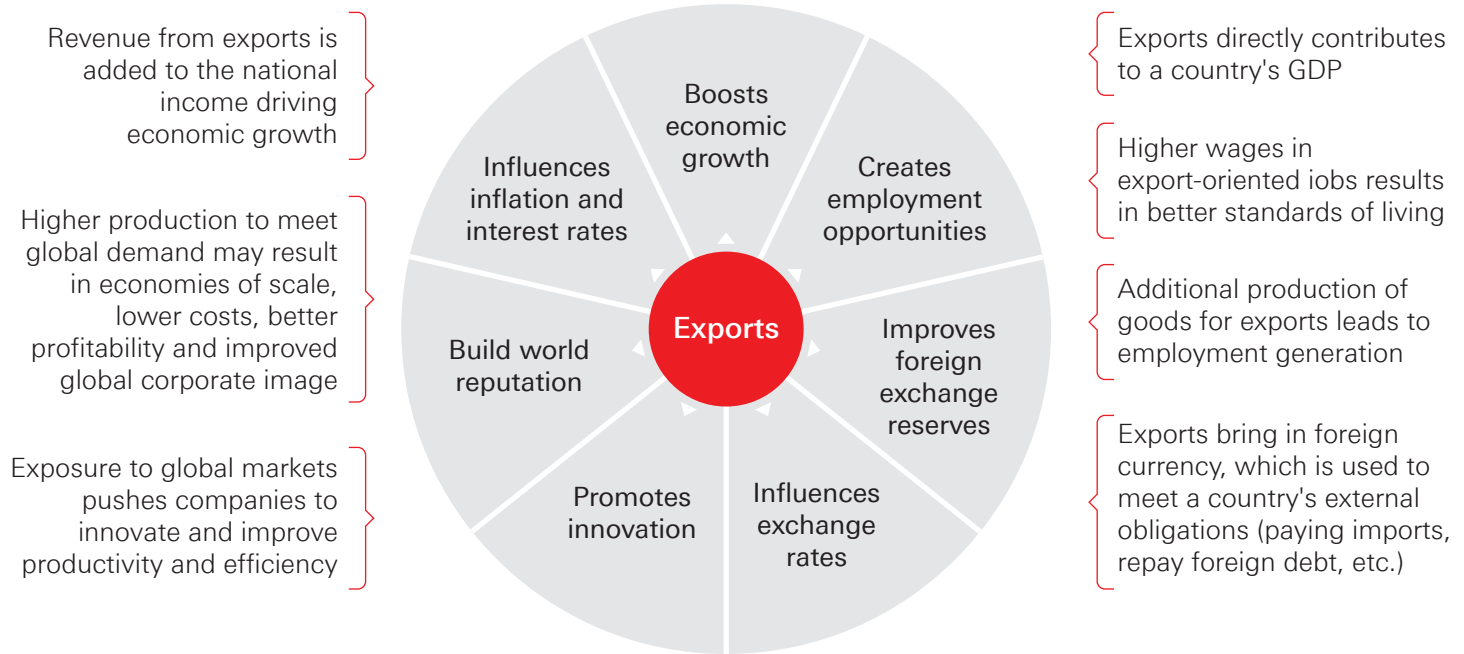 Revenue from exports is
added to the national
income driving
economic growth
Higher production to meet
global demand may result
in economies of scale,
lower costs, better
profitability and improved
global corporate image
Exposure to global markets
pushes companies to
innovate and improve
productivity and efficiency
Boosts
economic
growth
Creates
employment
opportunities
Improves
foreign
exchange
reserves
Influences
exchange
rates
Promotes
innovation
Build world
reputation
Influences
inflation and
interest rates
Exports
Exports directly contributes
to a country's GDP
Higher wages in
export-oriented iobs results
in better standards of living
Additional production of
goods for exports leads to
employment generation
Exports bring in foreign
currency, which is used to
meet a country's external
obligations (paying imports,
repay foreign debt, etc.)